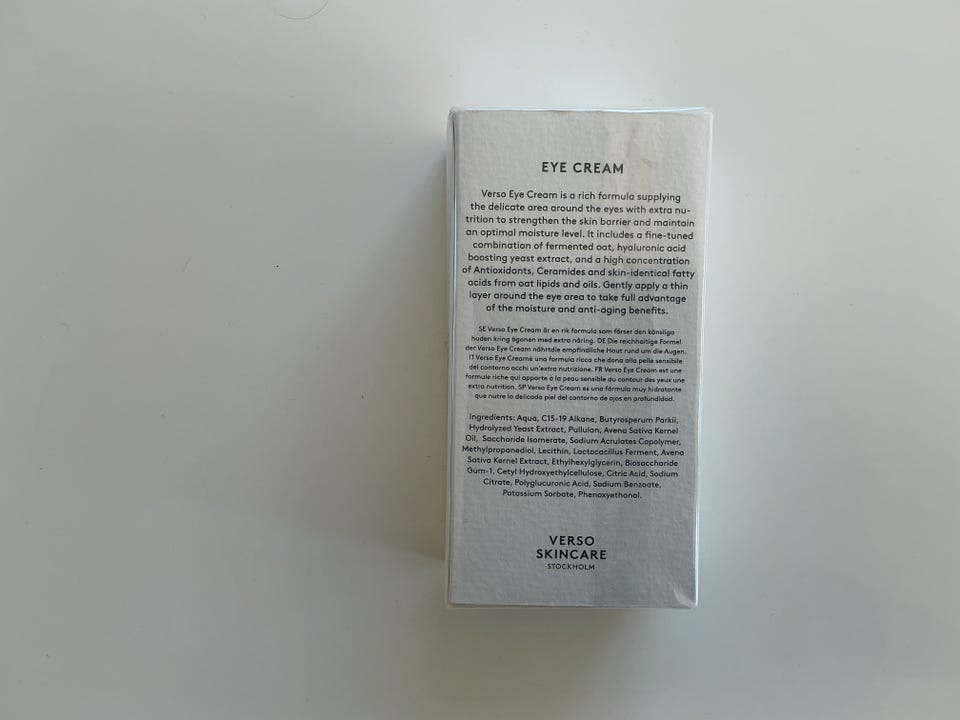 EYE CREAM
Verso Eye Cream is a rich formula supplying
the delicate area around the eyes with extra nu-
trition to strengthen the skin barrier and maintain
an optimal moisture level. It includes a fine-tuned
combination of fermented oat, hyaluronic acid
boosting yeast extract, and a high concentration
of Antioxidants, Ceramides and skin-identical fatty
acids from oat lipids and oils. Gently apply a thin
layer around the eye area to take full advantage
of the moisture and anti-aging benefits.
SE Verso Eye Cream är en rik formula som förser den känsliga
huden kring ögonen med extra näring. DE Die reichhaltige Formel
der Verso Eye Cream nährtdie empfindliche Haut rund um die Augen.
IT Verso Eye Creamé una formula ricca che dona alla pelle sensibile
del contorno occhi un'extra nutrizione. FR Verso Eye Cream est une
formule riche qui apporte à la peau sensible du contour des yeux une
extra nutrition. SP Verso Eye Cream es una fórmula muy hidratante
que nutre la delicada piel del contorno de ojos en profundidad.
Ingredients: Aqua, C15-19 Alkane, Butyrosperum Parkii,
Hydrolyzed Yeast Extract, Pullulan, Avena Sativa Kernel
Oil, Saccharide Isomerate, Sodium Acrulates Copolymer,
Methylpropanediol, Lecithin, Lactocacillus Ferment, Avena
Sativa Kernel Extract, Ethylhexylglycerin, Biosaccharide
Gum-1, Cetyl Hydroxyethylcellulose, Citric Acid, Sodium
Citrate, Polyglucuronic Acid, Sodium Benzoate,
Potassium Sorbate, Phenoxyethanol.
VERSO
SKINCARE
STOCKHOLM